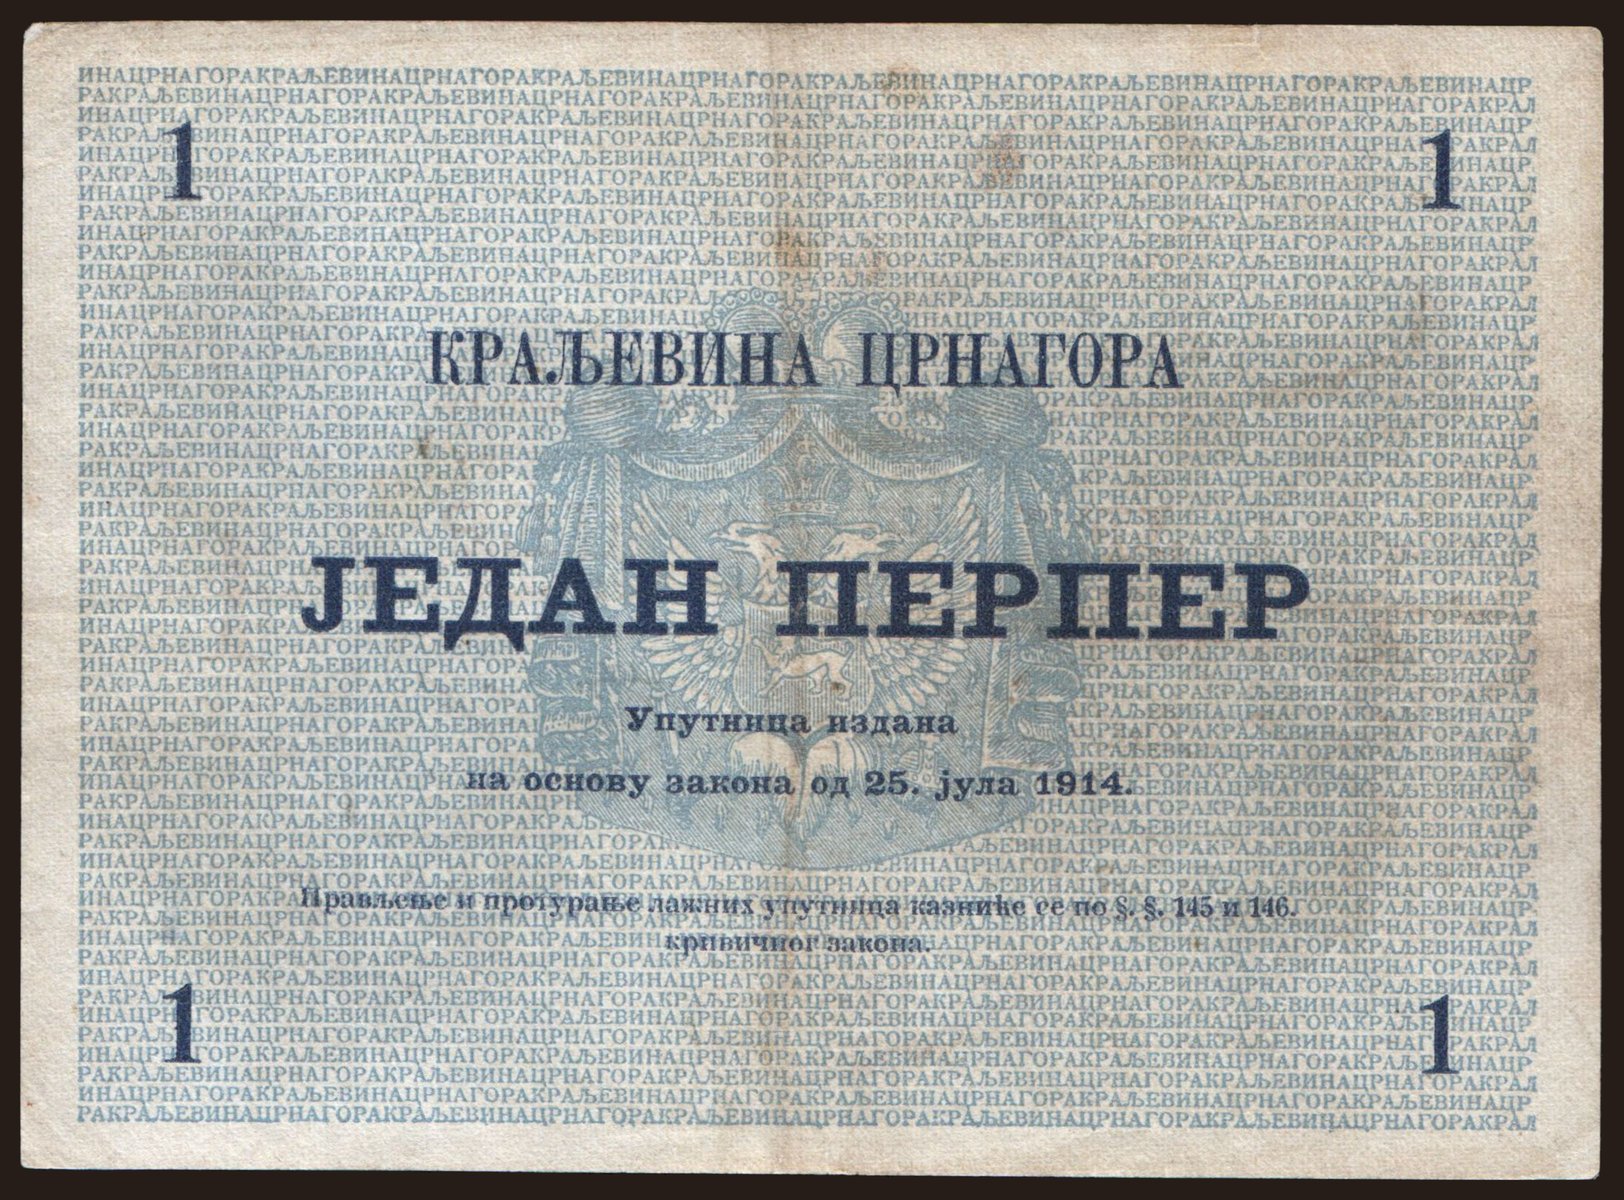 1 1
КРАЉЕВИНА ЦРНАГОРА
ЈЕДАН ПЕРПЕР
Упутница издана
на основу закона од 25. јула 1914.
Прављење и протурање лажних упутница казниће се по §. §. 145 и 146.
кривичног закона.
1 1